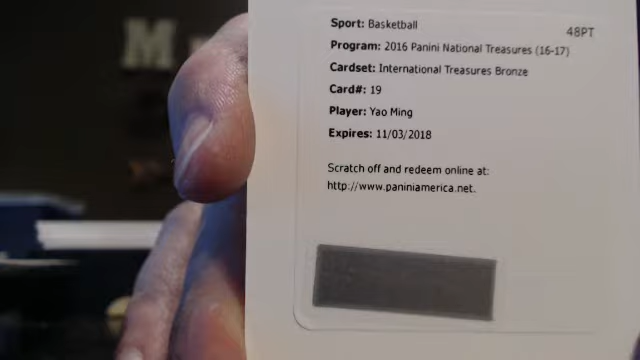 Sport: Basketball
48PT
Program: 2016 Panini National Treasures (16-17)
Cardset: International Treasures Bronze
Card#: 19
Player: Yao Ming
Expires: 11/03/2018
Scratch off and redeem online at:
http://www.paniniamerica.net.
M